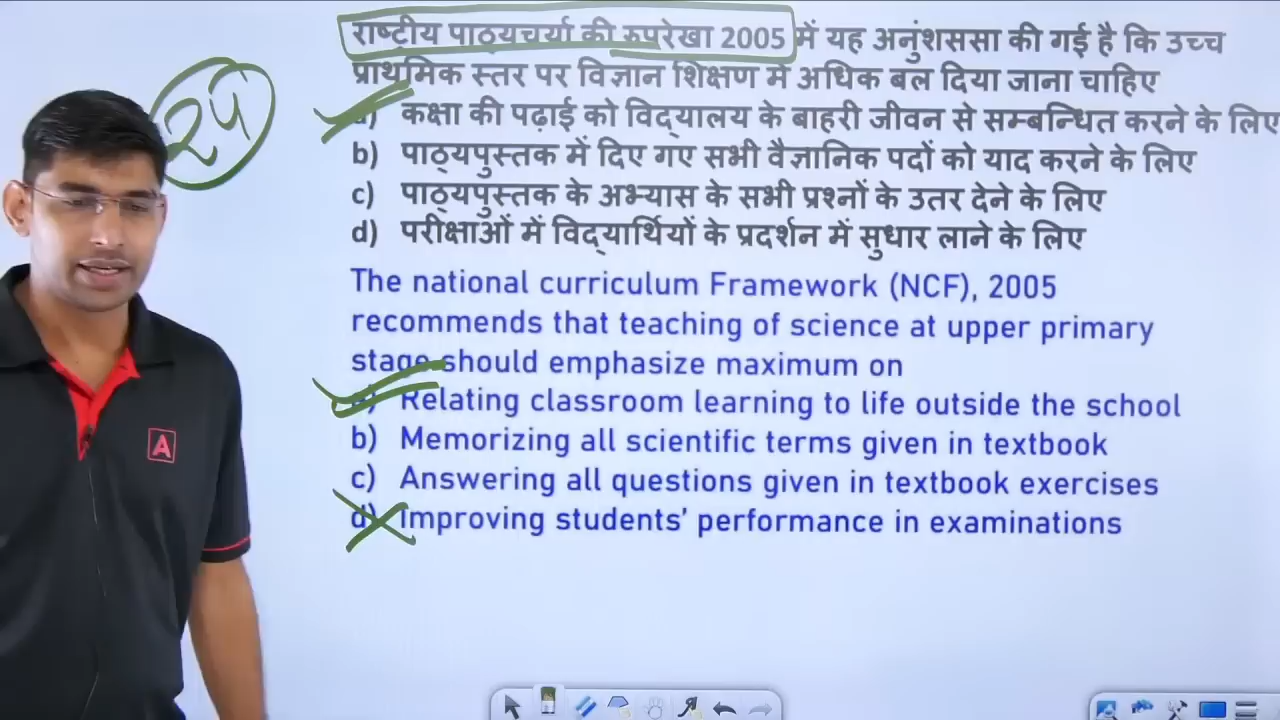 राष्ट्रीय पाठ्यचर्या की रुपरेखा 2005 में यह अनुंशससा की गई है कि उच्च
प्राथमिक स्तर पर विज्ञान शिक्षण में अधिक बल दिया जाना चाहिए
कक्षा की पढ़ाई को विद्यालय के बाहरी जीवन से सम्बन्धित करने के लिए
b) पाठ्यपुस्तक में दिए गए सभी वैज्ञानिक पदों को याद करने के लिए
c) पाठ्यपुस्तक के अभ्यास के सभी प्रश्नों के उतर देने के लिए
d) परीक्षाओं में विद्यार्थियों के प्रदर्शन में सुधार लाने के लिए
The national curriculum Framework (NCF), 2005
recommends that teaching of science at upper primary
stage should emphasize maximum on
a) Relating classroom learning to life outside the school
b) Memorizing all scientific terms given in textbook
c) Answering all questions given in textbook exercises
d) Improving students' performance in examinations
A